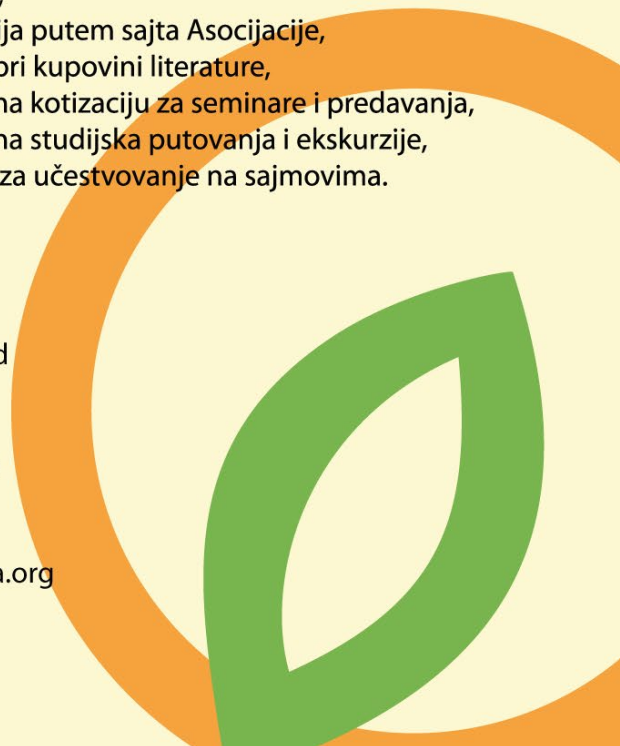 ija putem sajta Asocijacije,
pri kupovini literature,
na kotizaciju za seminare i predavanja,
na studijska putovanja i ekskurzije,
za učestvovanje na sajmovima.
d
a.org